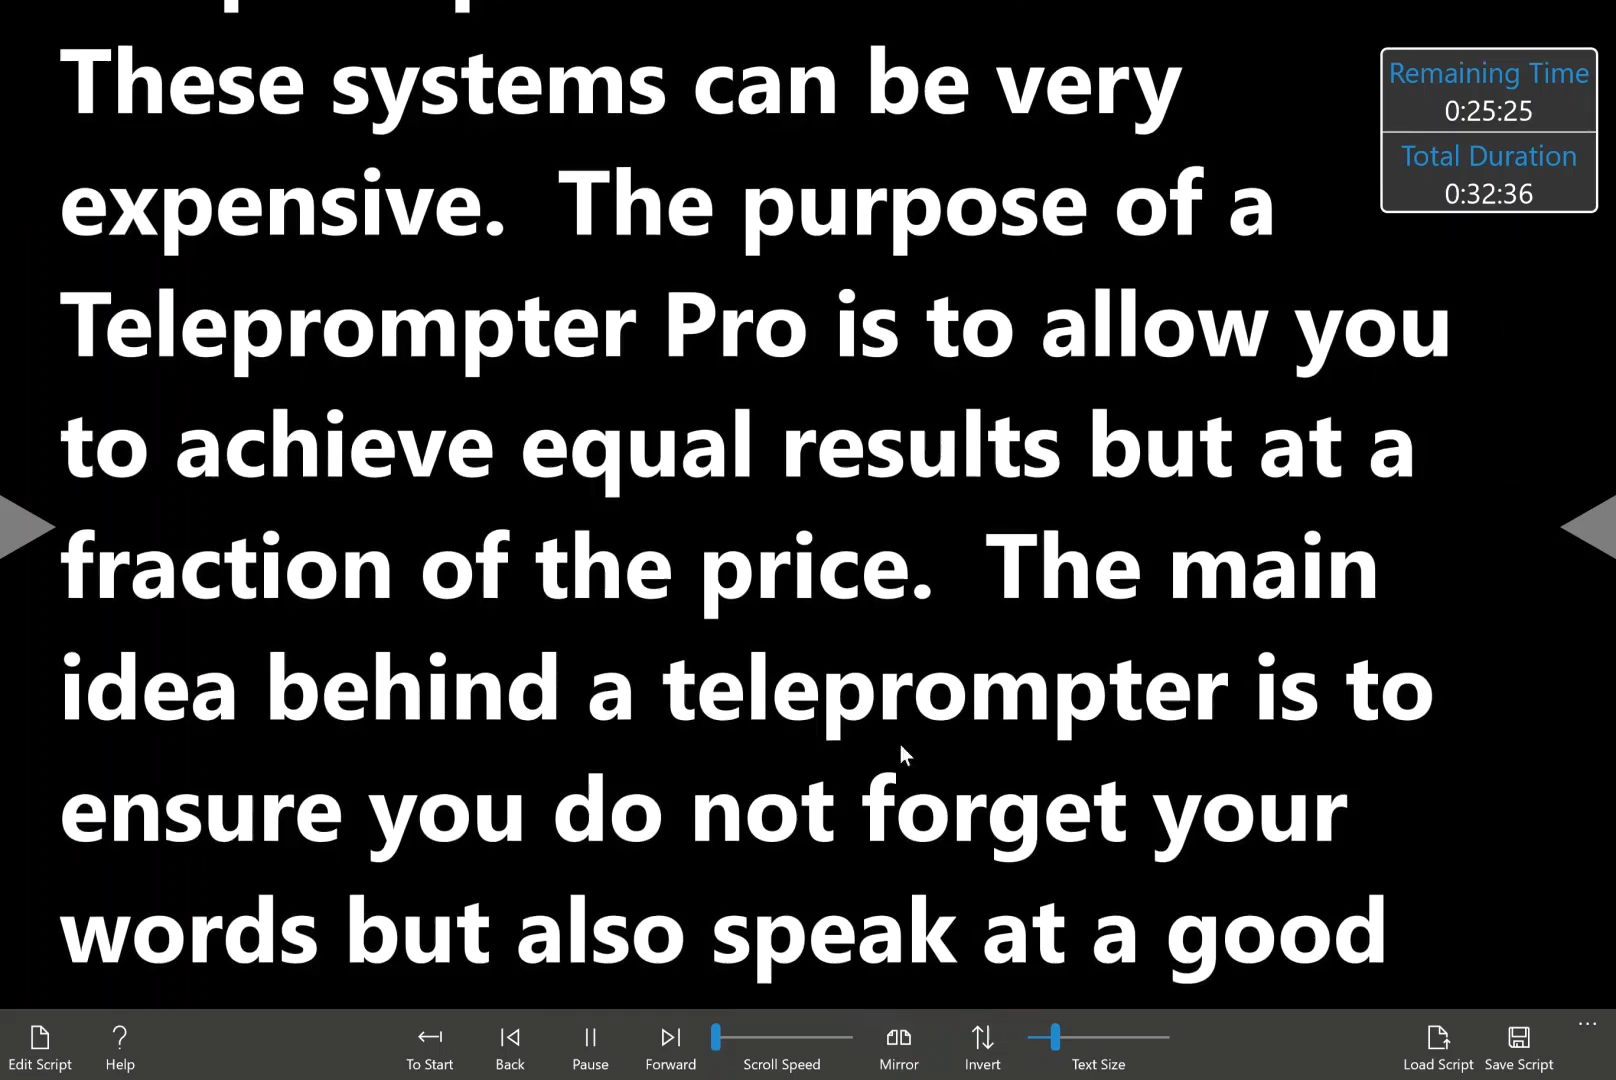 These systems can be very
expensive.  The purpose of a
Teleprompter Pro is to allow you
to achieve equal results but at a
fraction of the price.  The main
idea behind a teleprompter is to
ensure you do not forget your
words but also speak at a good
Remaining Time
0:25:25
Total Duration
0:32:36
Edit Script
Help
To Start
Back
Pause
Forward
Scroll Speed
Mirror
Invert
Text Size
Load Script
Save Script